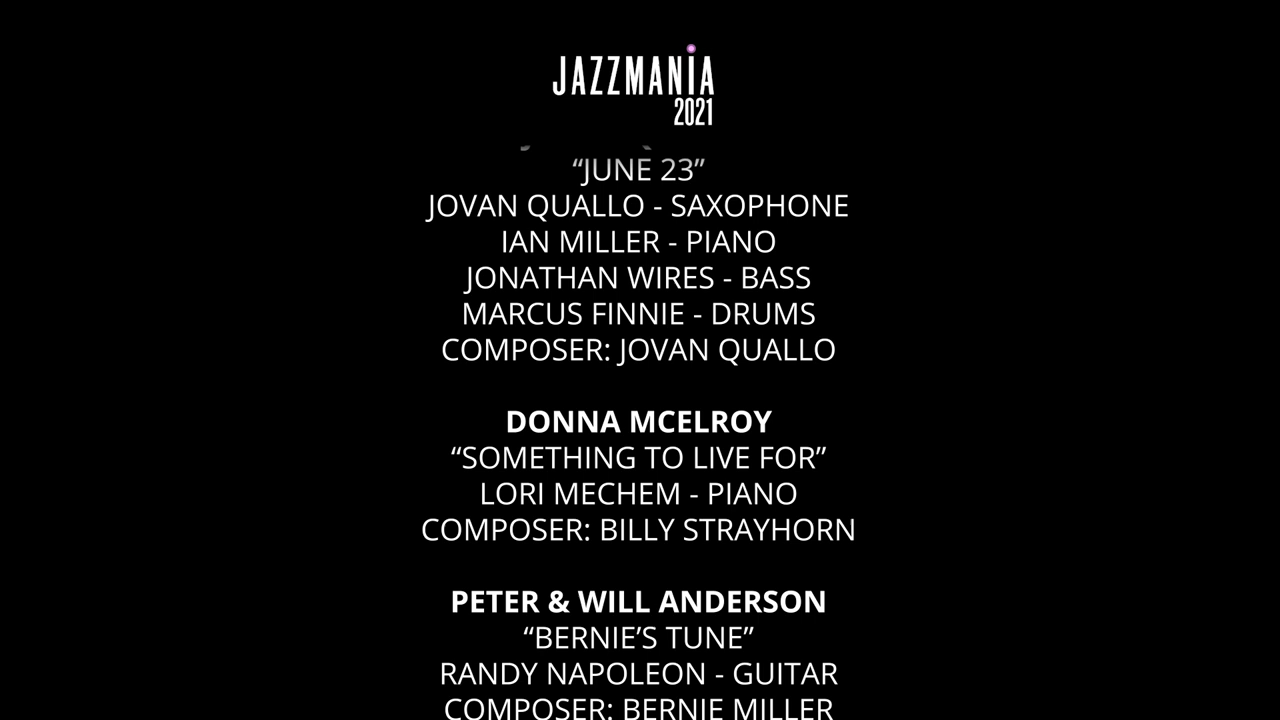 JAZZMANIA
2021
“JUNE 23”
JOVAN QUALLO - SAXOPHONE
IAN MILLER - PIANO
JONATHAN WIRES - BASS
MARCUS FINNIE - DRUMS
COMPOSER: JOVAN QUALLO
DONNA MCELROY
“SOMETHING TO LIVE FOR”
LORI MECHEM - PIANO
COMPOSER: BILLY STRAYHORN
PETER & WILL ANDERSON
“BERNIE’S TUNE”
RANDY NAPOLEON - GUITAR
COMPOSER: BERNIE MILLER